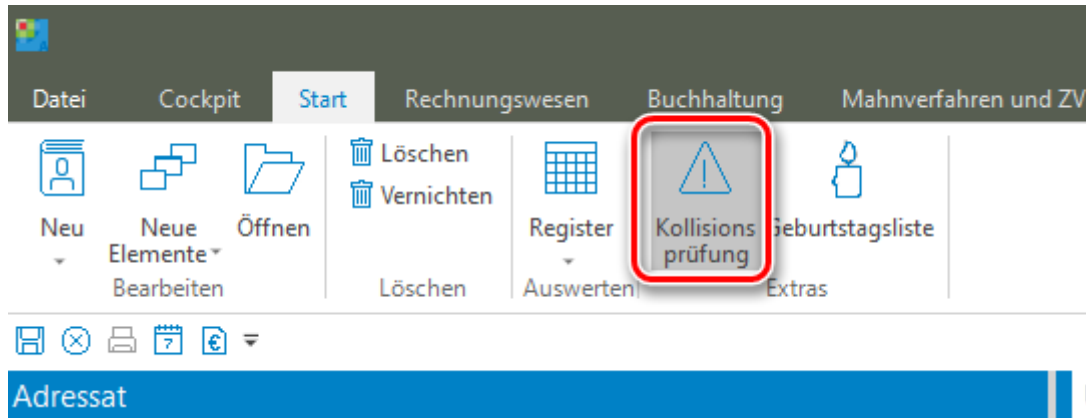 Datei Cockpit Start Rechnungswesen Buchhaltung Mahnverfahren und ZV
Löschen
Vernichten
Neu Neue Öffnen Register Kollisions Geburtstagsliste
Elemente prüfung
Bearbeiten Löschen Auswerten Extras
7 €
Adressat